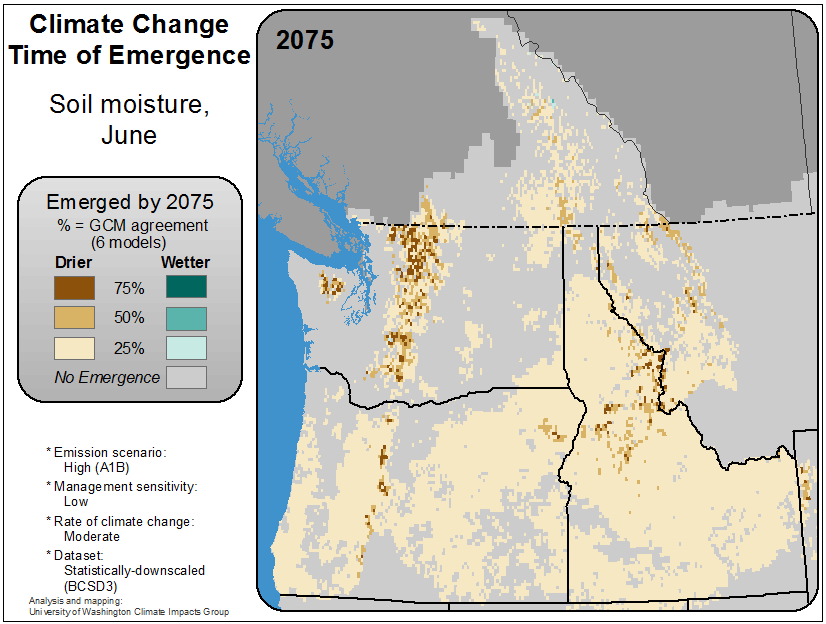 Climate Change
Time of Emergence
Soil moisture,
June
2075
Emerged by 2075
% = GCM agreement
(6 models)
Drier Wetter
75%
50%
25%
No Emergence
* Emission scenario:
High (A1B)
* Management sensitivity:
Low
* Rate of climate change:
Moderate
* Dataset:
Statistically-downscaled
(BCSD3)
Analysis and mapping:
University of Washington Climate Impacts Group